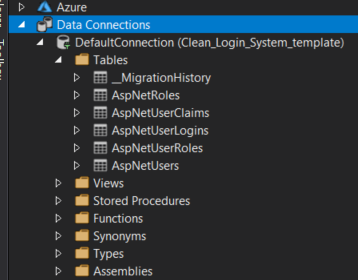 Azure
Data Connections
DefaultConnection (Clean_Login_System_template)
Tables
__MigrationHistory
AspNetRoles
AspNetUserClaims
AspNetUserLogins
AspNetUserRoles
AspNetUsers
Views
Stored Procedures
Functions
Synonyms
Types
Assemblies
Toolbox